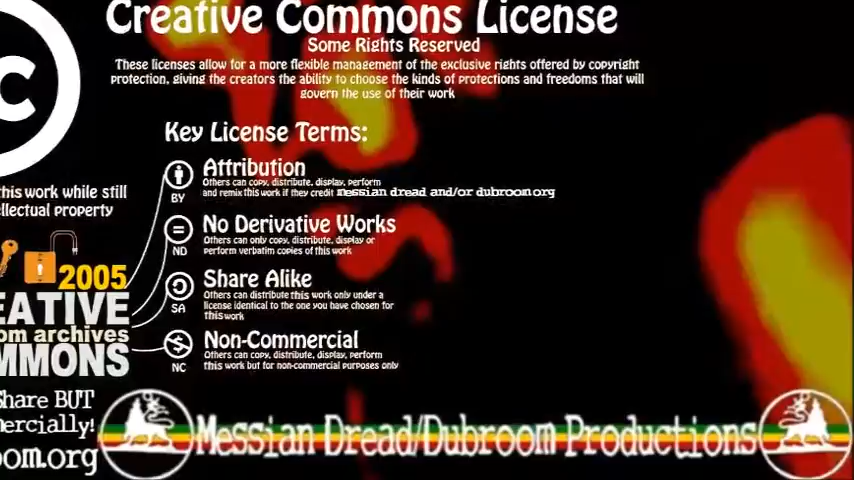 Creative Commons License
Some Rights Reserved
These licenses allow for a more flexible management of the exclusive rights offered by copyright
protection, giving the creators the ability to choose the kinds of protections and freedoms that will
govern the use of their work
Key License Terms:
Attribution
Others can copy, distribute, display, perform
and remix this work if they credit messian dread and/or dubroom.org
BY
No Derivative Works
Others can only copy, distribute, display or
perform verbatim copies of this work
ND
Share Alike
Others can distribute this work only under a
license identical to the one you have chosen for
this work
SA
Non-Commercial
Others can copy, distribute, display, perform
this work but for non-commercial purposes only
NC
this work while still
ellectual property
2005
EATIVE
om archives
MMONS
Share BUT
ercially!
oom.org
Messian Dread/Dubroom Productions